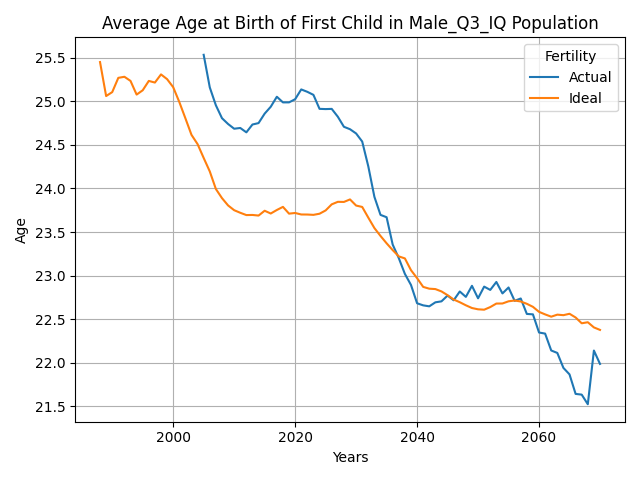 Average Age at Birth of First Child in Male_Q3_IQ Population
Fertility
Actual
Ideal
25.5
25.0
24.5
24.0
23.5
23.0
22.5
22.0
21.5
Age
2000
2020
2040
2060
Years